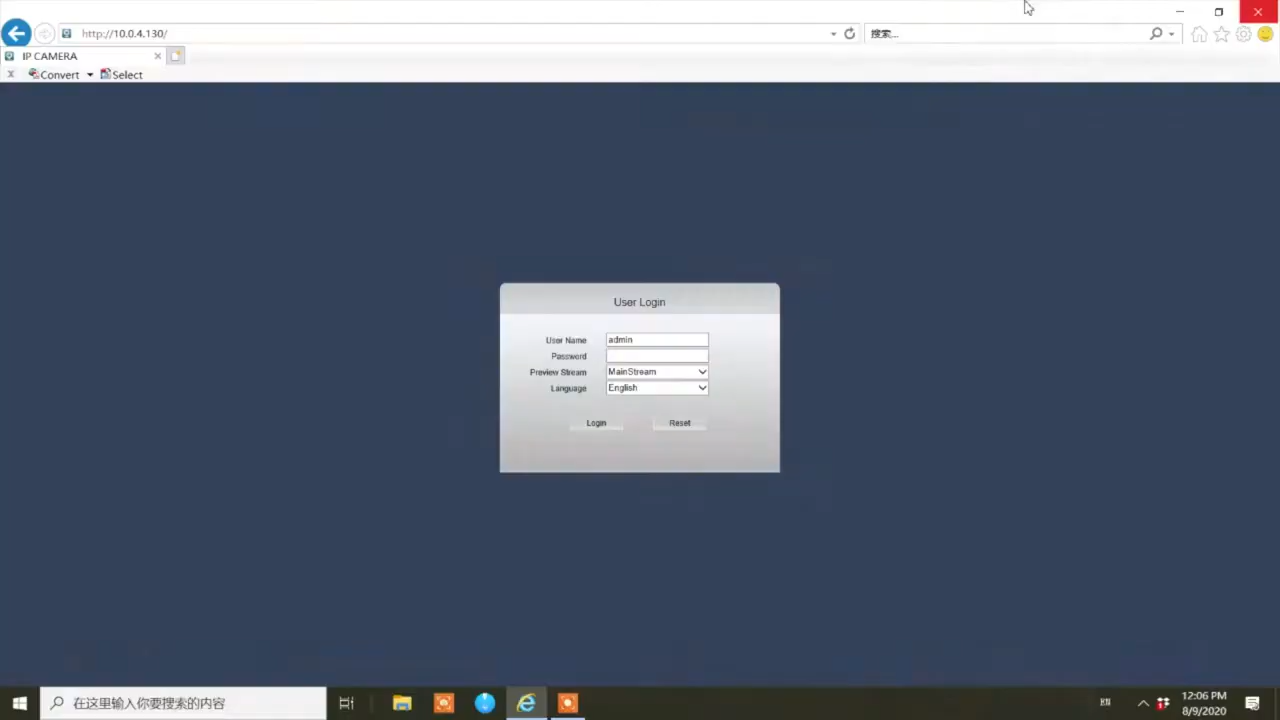 http://10.0.4.130/
搜索...
IP CAMERA
Convert
Select
User Login
User Name
admin
Password
Preview Stream
MainStream
Language
English
Login
Reset
在这里输入你要搜索的内容
12:06 PM
8/9/2020